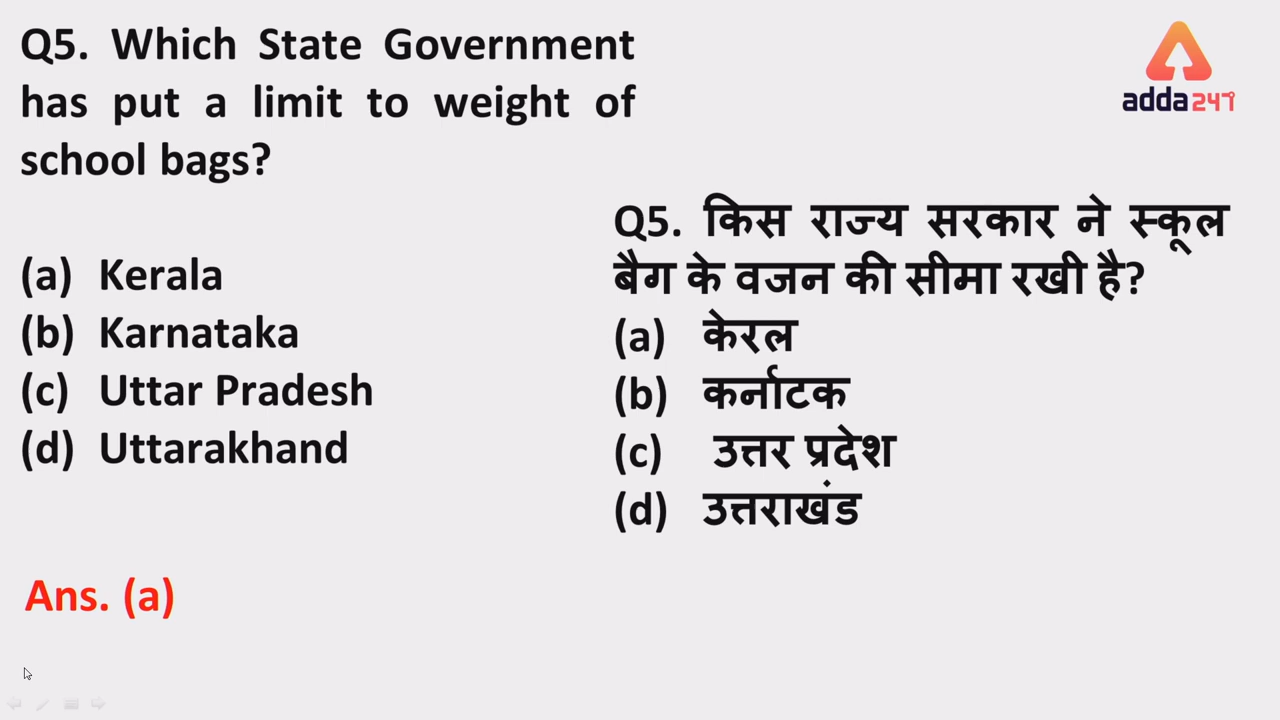 Q5. Which State Government
has put a limit to weight of
school bags?
(a) Kerala
(b) Karnataka
(c) Uttar Pradesh
(d) Uttarakhand
Ans. (a)
adda247
Q5. किस राज्य सरकार ने स्कूल
बैग के वजन की सीमा रखी है?
(a) केरल
(b) कर्नाटक
(c) उत्तर प्रदेश
(d) उत्तराखंड